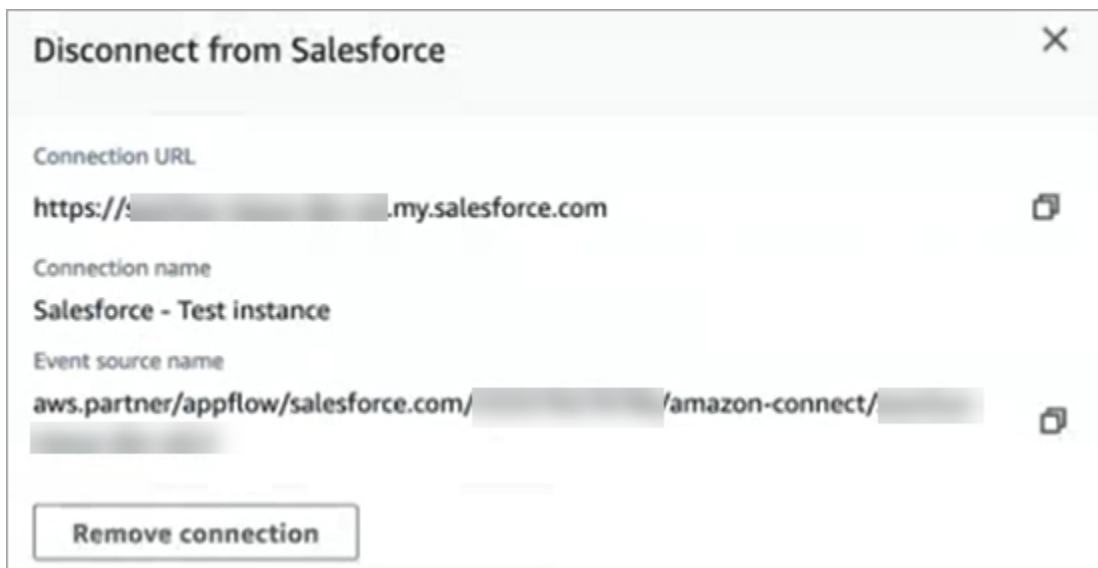 Disconnect from Salesforce
Connection URL
https://s .my.salesforce.com
Connection name
Salesforce - Test instance
Event source name
aws.partner/appflow/salesforce.com/ /amazon-connect/
Remove connection